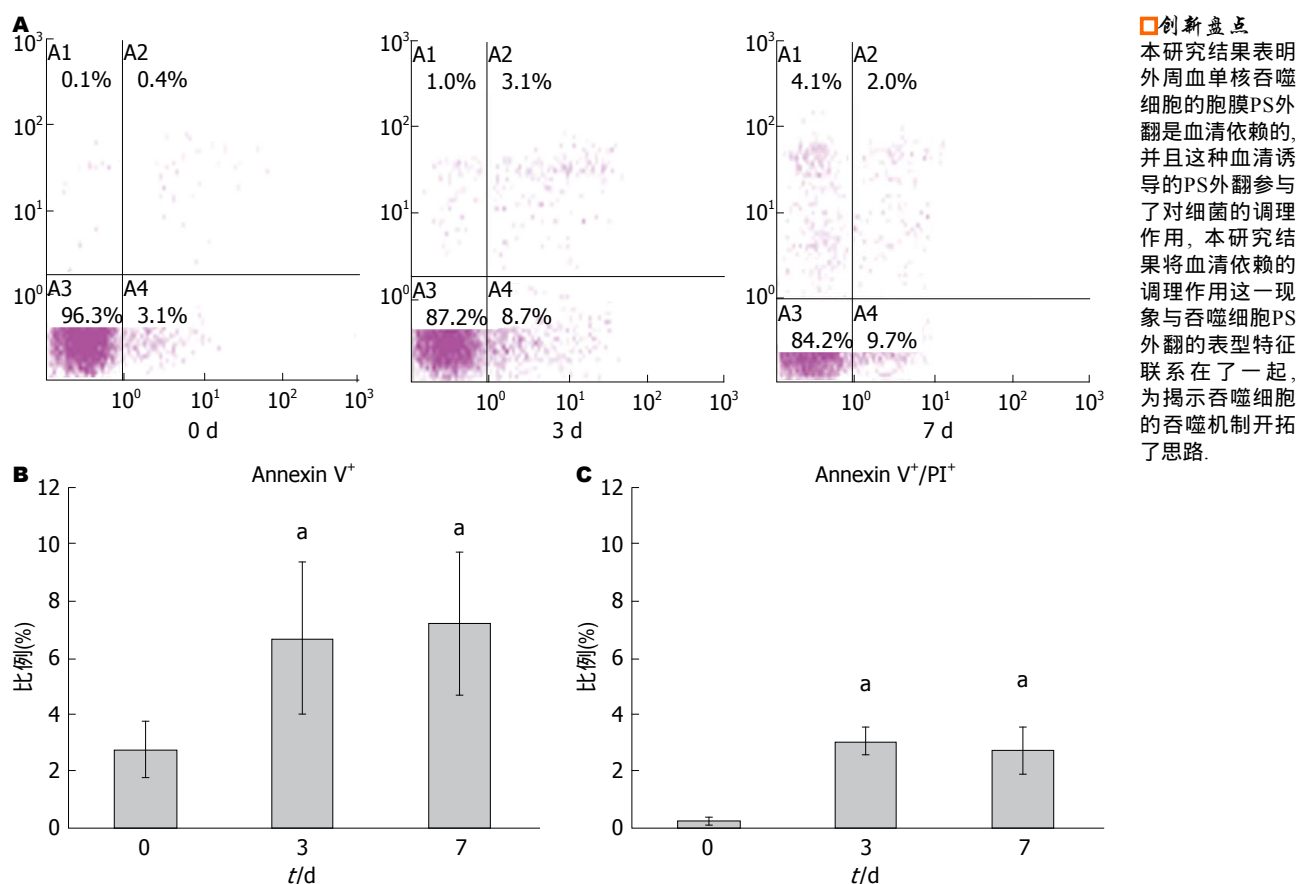 A
10³
10²
10¹
10⁰
A1 A2
0.1% 0.4%
A3 A4
96.3% 3.1%
10⁰ 10¹ 10² 10³
0 d
10³
10²
10¹
10⁰
A1 A2
1.0% 3.1%
A3 A4
87.2% 8.7%
10⁰ 10¹ 10² 10³
3 d
10³
10²
10¹
10⁰
A1 A2
4.1% 2.0%
A3 A4
84.2% 9.7%
10⁰ 10¹ 10² 10³
7 d
创新盘点
本研究结果表明
外周血单核吞噬
细胞的胞膜PS外
翻是血清依赖的,
并且这种血清诱
导的PS外翻参与
了对细菌的调理
作用, 本研究结
果将血清依赖的
调理作用这一现
象与吞噬细胞PS
外翻的表型特征
联系在了一起,
为揭示吞噬细胞
的吞噬机制开拓
了思路.
B
Annexin V⁺
12
10
8
6
4
2
0
比例(%)
a a
0 3 7
t/d
C
Annexin V⁺/PI⁺
12
10
8
6
4
2
0
比例(%)
a a
0 3 7
t/d